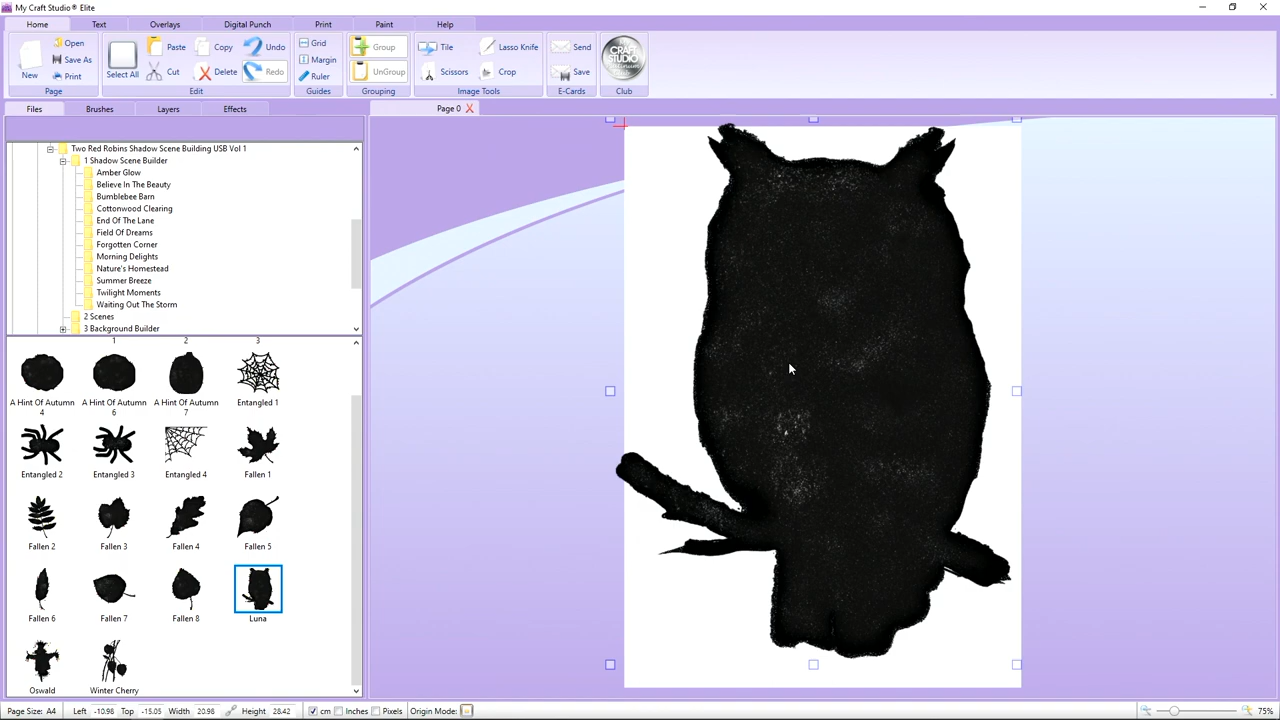 My Craft Studio® Elite
Home Text Overlays Digital Punch Print Paint Help
New Open Save As Print
Page
Select All Paste Copy Undo Cut Delete Redo
Edit
Grid Margin Ruler
Guides
Group UnGroup
Grouping
Tile Lasso Knife Scissors Crop
Image Tools
Send Save
E-Cards
CRAFT STUDIO
Club
Files Brushes Layers Effects
Page 0
Two Red Robins Shadow Scene Building USB Vol 1
1 Shadow Scene Builder
Amber Glow
Believe In The Beauty
Bumblebee Barn
Cottonwood Clearing
End Of The Lane
Field Of Dreams
Forgotten Corner
Morning Delights
Nature's Homestead
Summer Breeze
Twilight Moments
Waiting Out The Storm
2 Scenes
3 Background Builder
1 2 3
A Hint Of Autumn 4
A Hint Of Autumn 6
A Hint Of Autumn 7
Entangled 1
Entangled 2 Entangled 3 Entangled 4 Fallen 1
Fallen 2 Fallen 3 Fallen 4 Fallen 5
Fallen 6 Fallen 7 Fallen 8 Luna
Oswald Winter Cherry
Page Size: A4 Left -10.98 Top -15.05 Width 20.98 Height 28.42 cm Inches Pixels Origin Mode: 75%